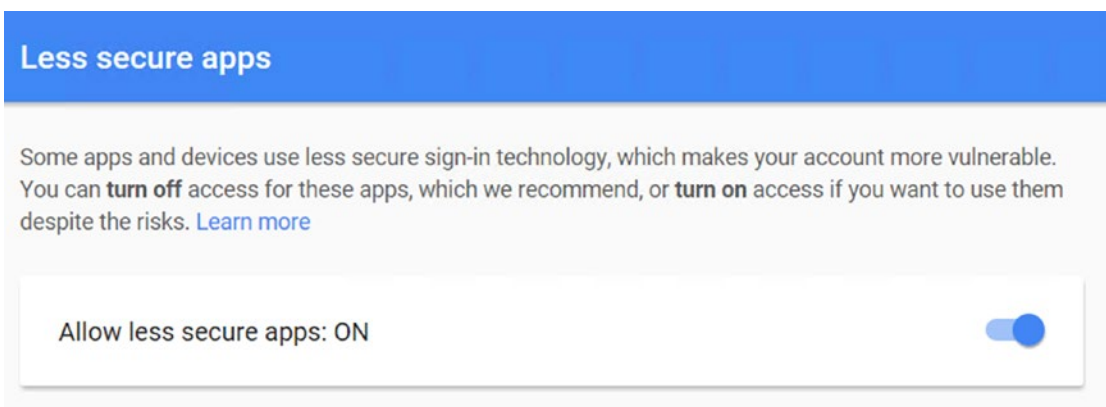 Less secure apps
Some apps and devices use less secure sign-in technology, which makes your account more vulnerable.
You can turn off access for these apps, which we recommend, or turn on access if you want to use them
despite the risks. Learn more
Allow less secure apps: ON